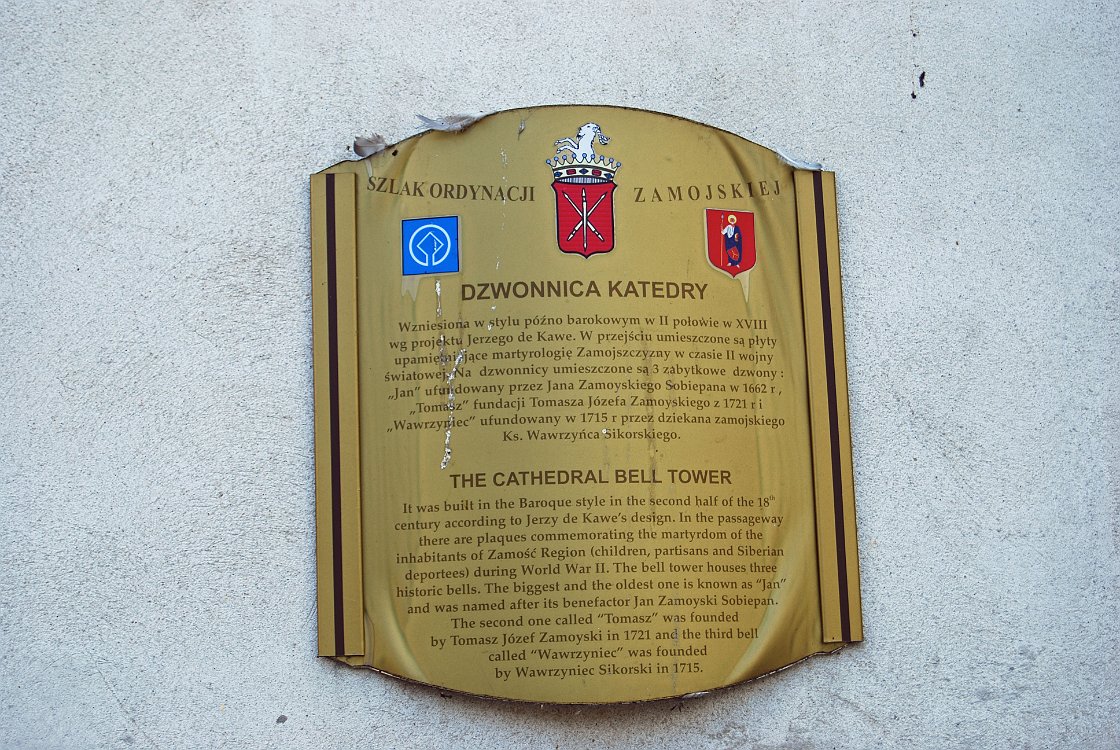 SZLAK ORDYNACJI ZAMOJSKIEJ
DZWONNICA KATEDRY
Wzniesiona w stylu późno barokowym w II połowie w XVIII
wg projektu Jerzego de Kawe. W przejściu umieszczone są płyty
upamiętniające martyrologię Zamojszczyzny w czasie II wojny
światowej. Na dzwonnicy umieszczone są 3 zabytkowe dzwony :
„Jan” ufundowany przez Jana Zamoyskiego Sobiepana w 1662 r ,
„Tomasz” fundacji Tomasza Józefa Zamoyskiego z 1721 r i
„Wawrzyniec” ufundowany w 1715 r przez dziekana zamojskiego
Ks. Wawrzyńca Sikorskiego.
THE CATHEDRAL BELL TOWER
It was built in the Baroque style in the second half of the 18th
century according to Jerzy de Kawe's design. In the passageway
there are plaques commemorating the martyrdom of the
inhabitants of Zamość Region (children, partisans and Siberian
deportees) during World War II. The bell tower houses three
historic bells. The biggest and the oldest one is known as “Jan”
and was named after its benefactor Jan Zamoyski Sobiepan.
The second one called “Tomasz” was founded
by Tomasz Józef Zamoyski in 1721 and the third bell
called “Wawrzyniec” was founded
by Wawrzyniec Sikorski in 1715.